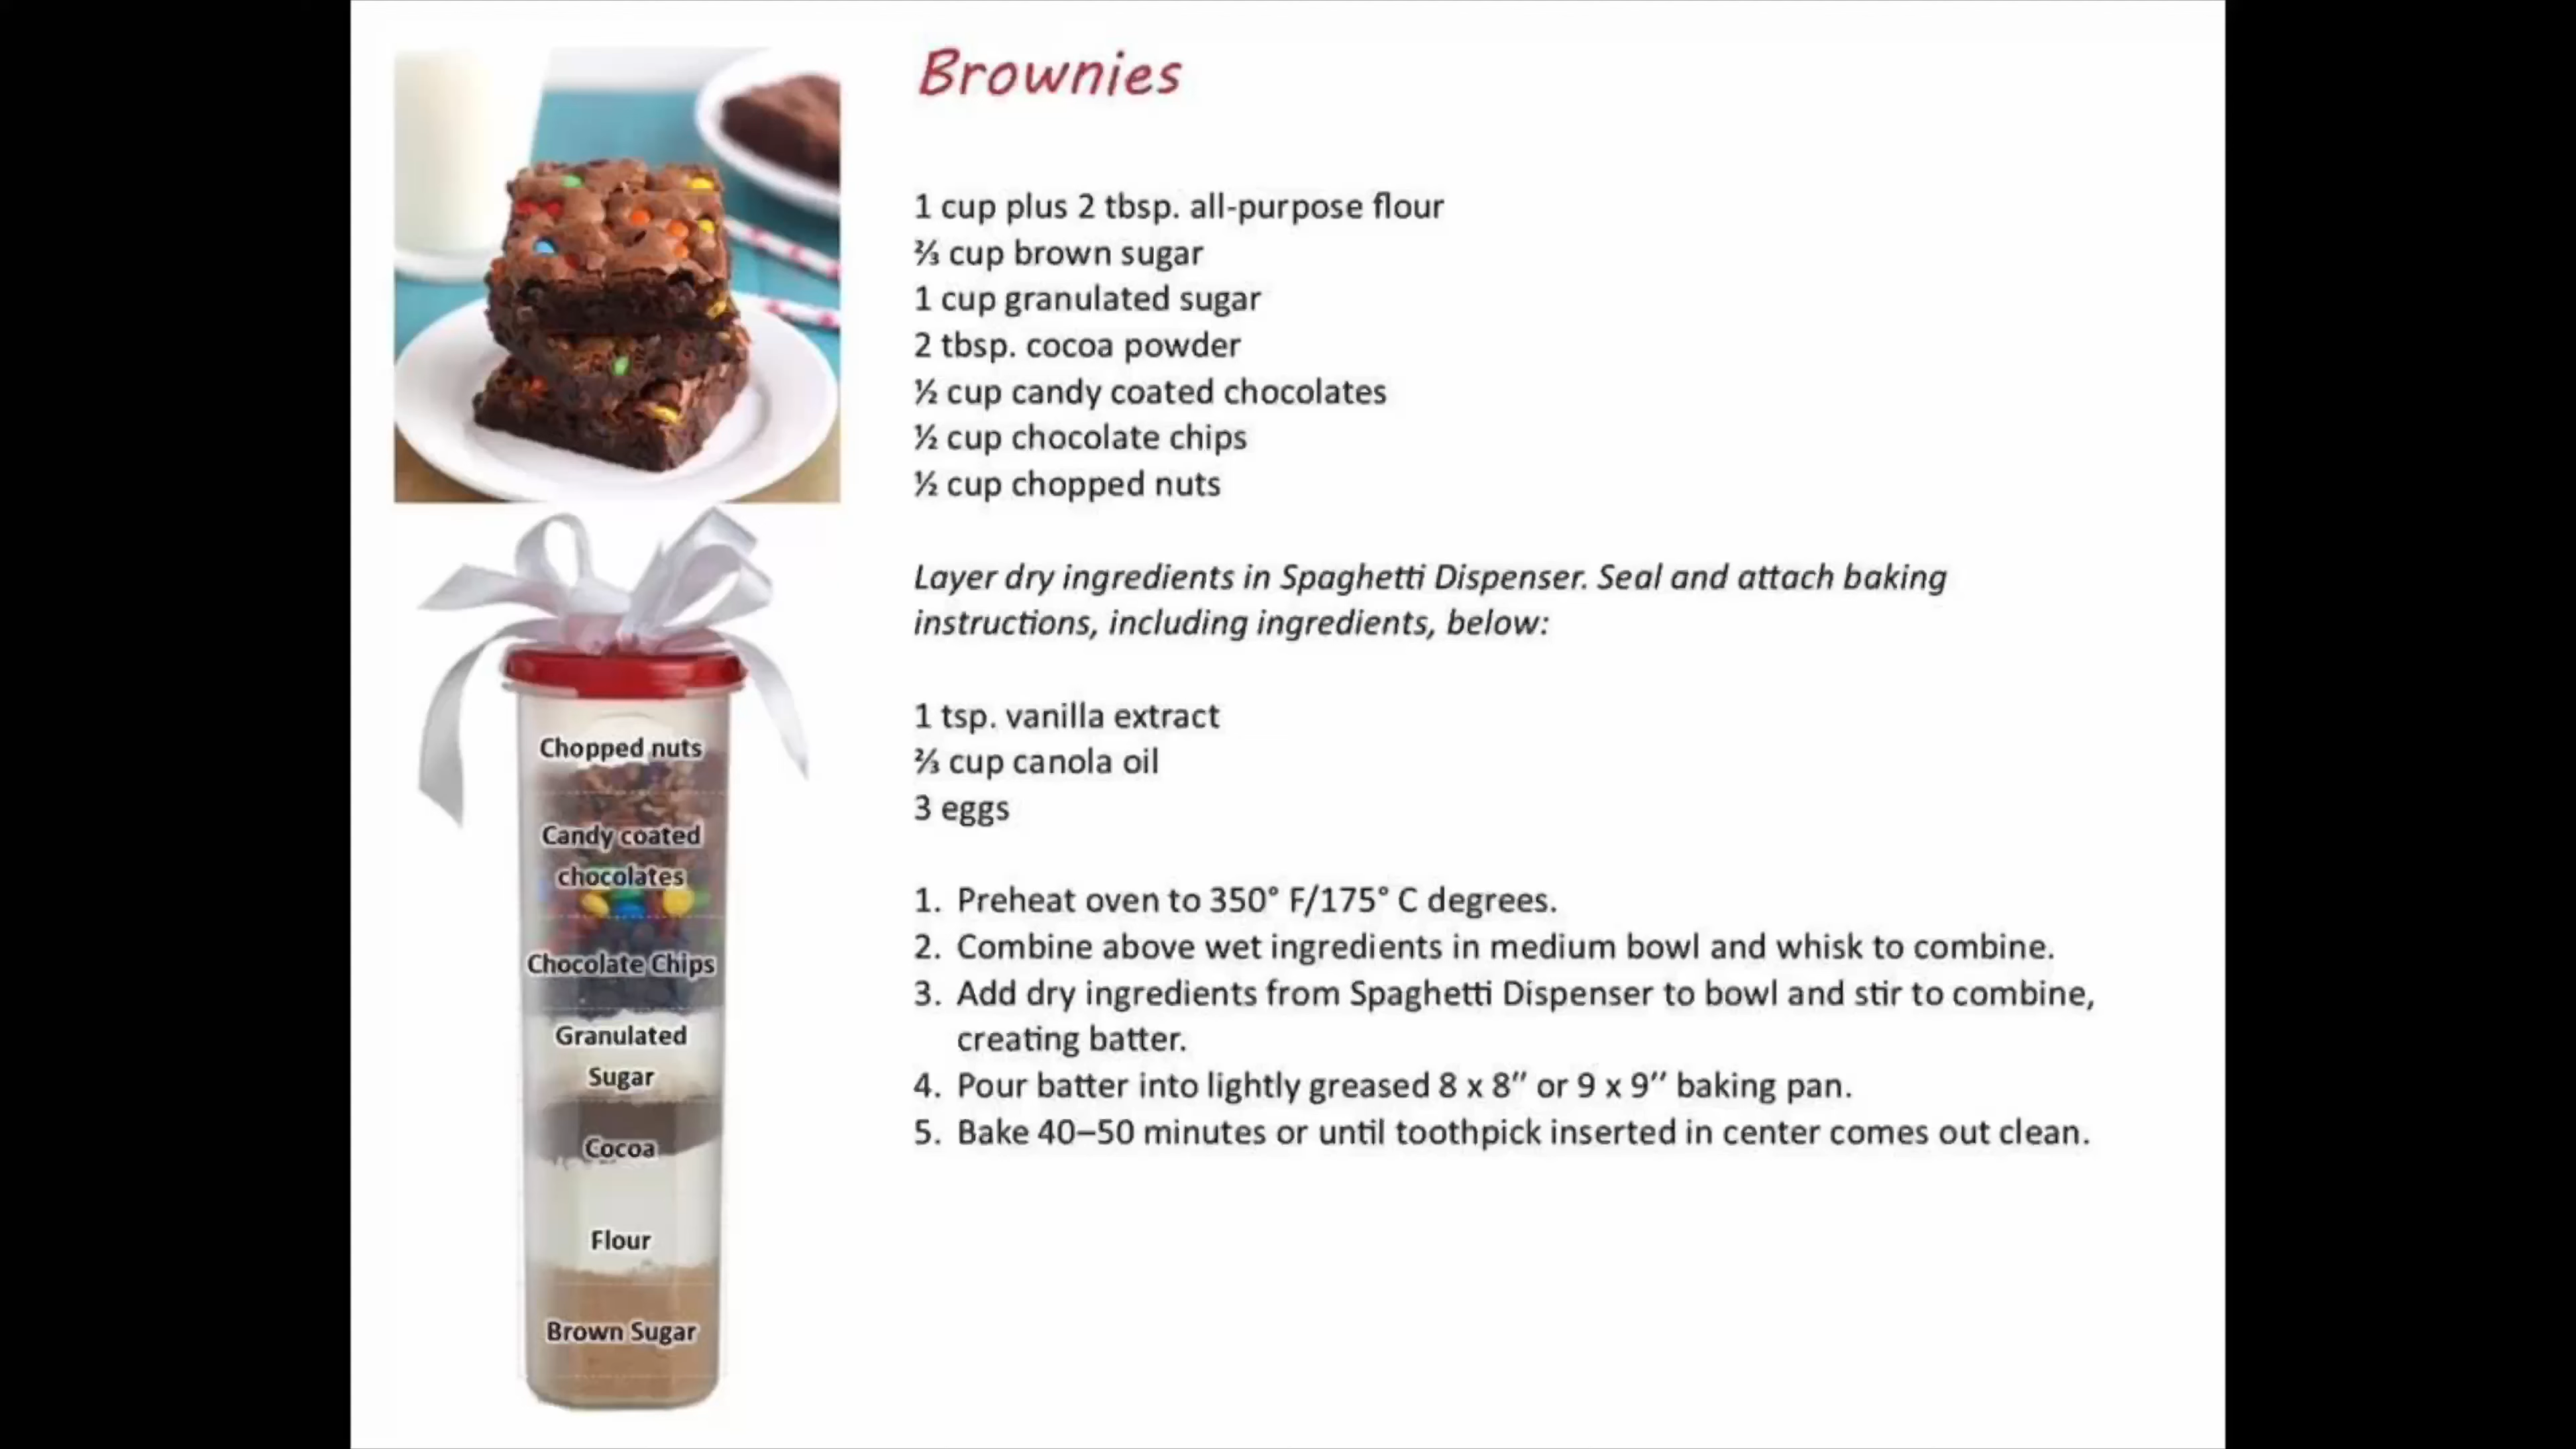 Brownies
1 cup plus 2 tbsp. all-purpose flour
⅔ cup brown sugar
1 cup granulated sugar
2 tbsp. cocoa powder
½ cup candy coated chocolates
½ cup chocolate chips
½ cup chopped nuts
Layer dry ingredients in Spaghetti Dispenser. Seal and attach baking
instructions, including ingredients, below:
1 tsp. vanilla extract
⅔ cup canola oil
3 eggs
1. Preheat oven to 350° F/175° C degrees.
2. Combine above wet ingredients in medium bowl and whisk to combine.
3. Add dry ingredients from Spaghetti Dispenser to bowl and stir to combine,
creating batter.
4. Pour batter into lightly greased 8 x 8” or 9 x 9” baking pan.
5. Bake 40–50 minutes or until toothpick inserted in center comes out clean.
Chopped nuts
Candy coated
chocolates
Chocolate Chips
Granulated
Sugar
Cocoa
Flour
Brown Sugar